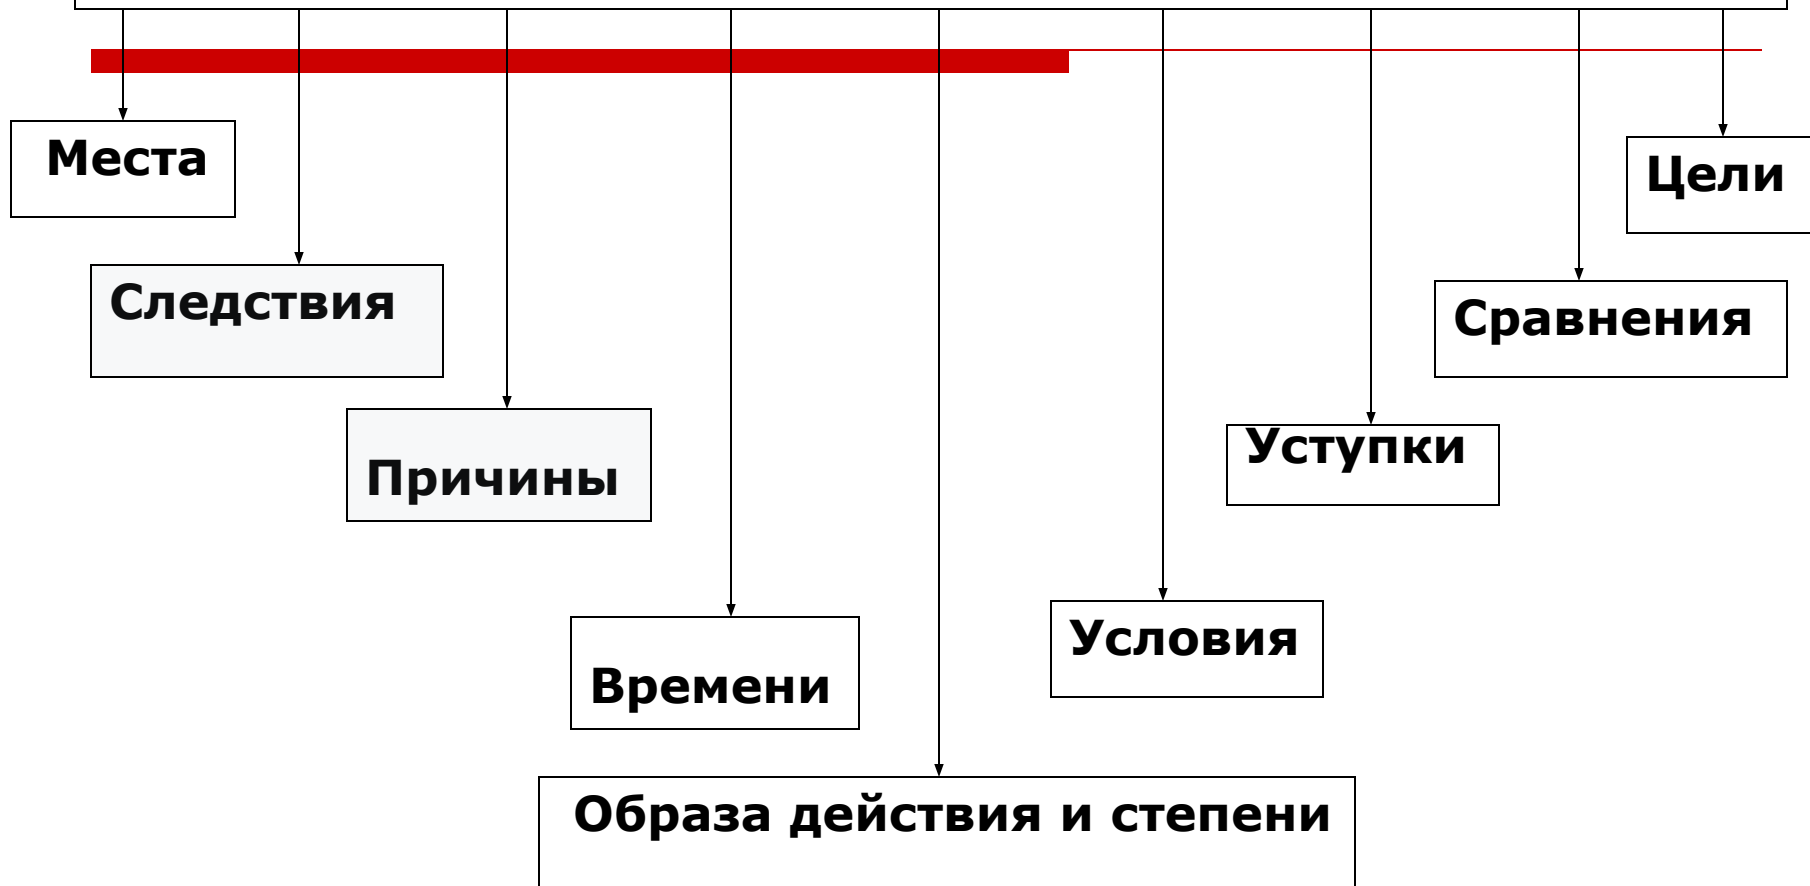 Места
Цели
Следствия
Сравнения
Причины
Уступки
Времени
Условия
Образа действия и степени